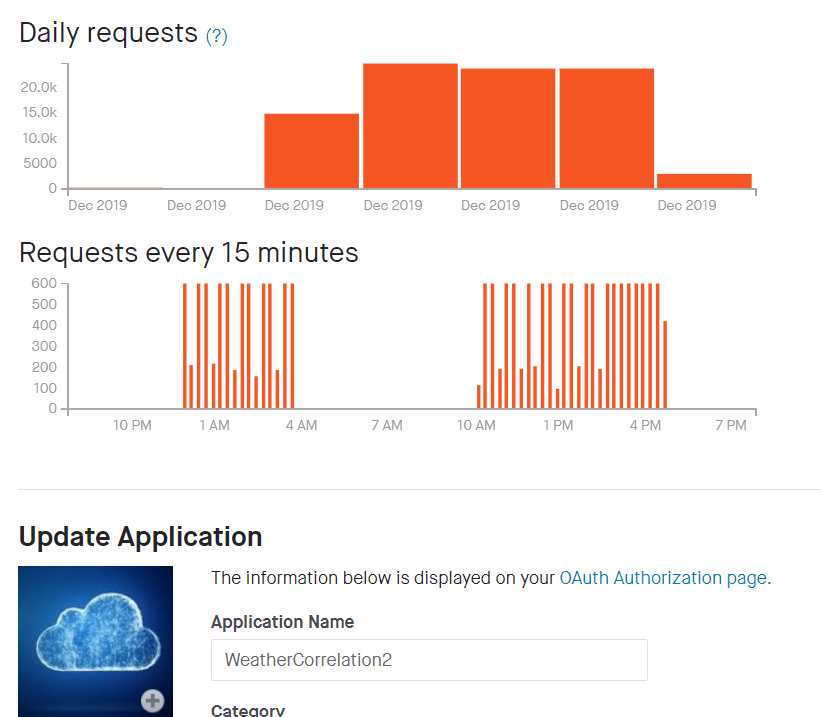 Daily requests (?)
20.0k
15.0k
10.0k
5000
0
Dec 2019 Dec 2019 Dec 2019 Dec 2019 Dec 2019 Dec 2019 Dec 2019
Requests every 15 minutes
600
500
400
300
200
100
0
10 PM 1 AM 4 AM 7 AM 10 AM 1 PM 4 PM 7 PM
Update Application
The information below is displayed on your OAuth Authorization page.
Application Name
WeatherCorrelation2
Category